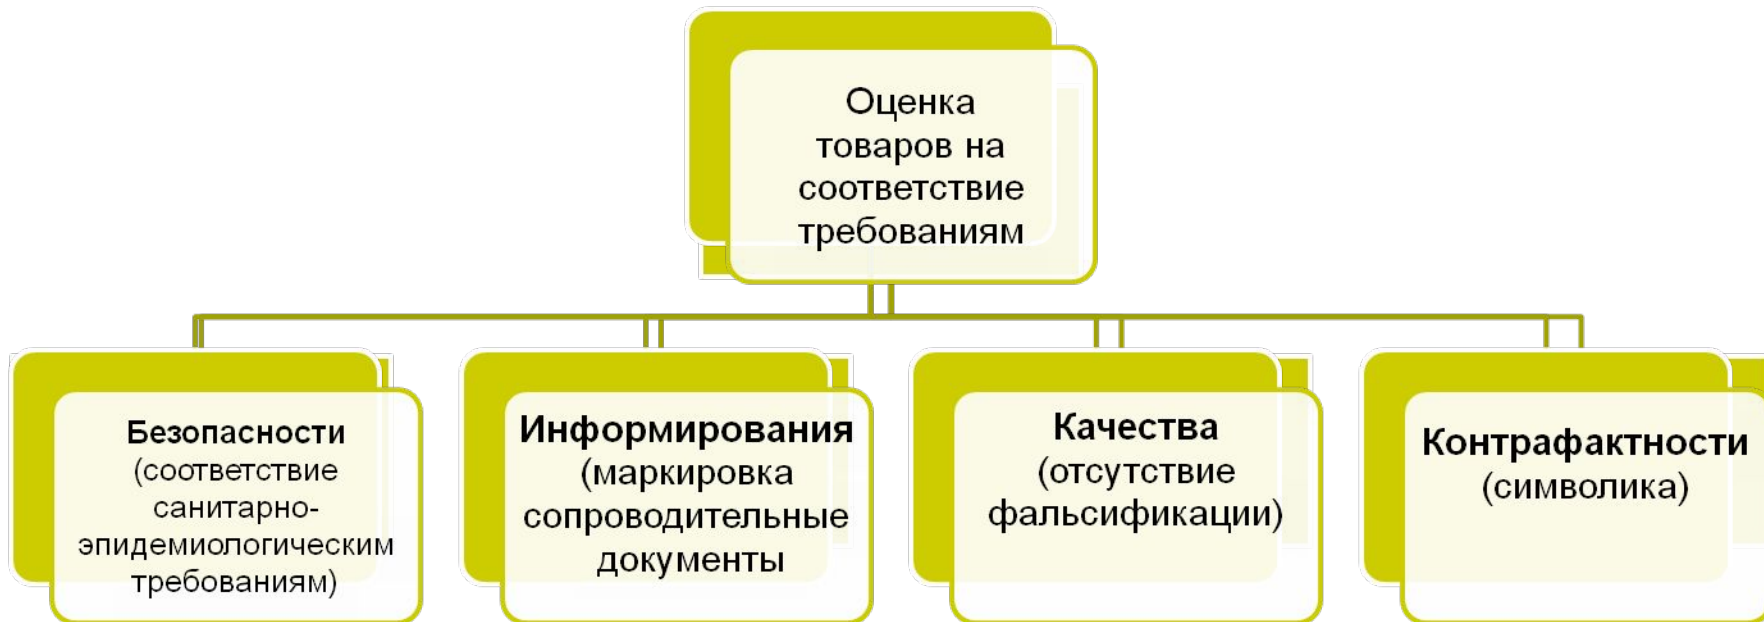 Оценка
товаров на
соответствие
требованиям
Безопасности
(соответствие
санитарно-
эпидемиологическим
требованиям)
Информирования
(маркировка
сопроводительные
документы
Качества
(отсутствие
фальсификации)
Контрафактности
(символика)